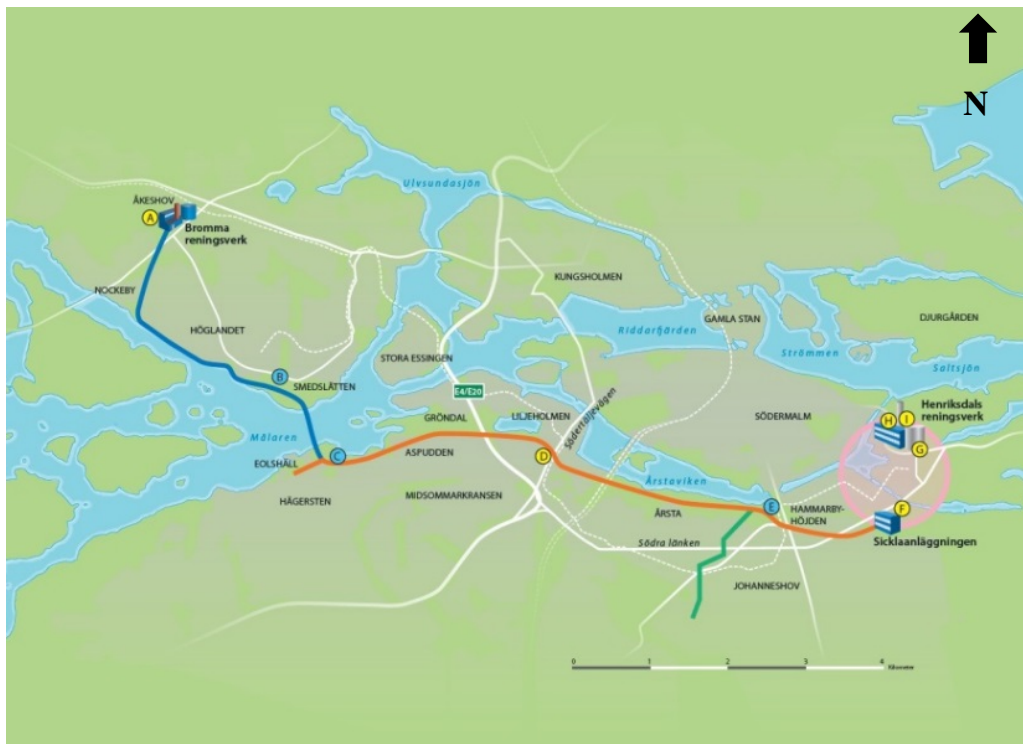 N
Ulvsundasjön
ÅKESHOV
A
Bromma
reningsverk
NOCKEBY
KUNGSHOLMEN
GAMLA STAN
DJURGÅRDEN
HÖGLANDET
Riddarfjärden
Strömmen
Saltsjön
STORA ESSINGEN
B
SMEDSLÄTTEN
E4/E20
GRÖNDAL
LILJEHOLMEN
Södertäljevägen
SÖDERMALM
Henriksdals
reningsverk
H
I
G
Mälaren
EOLSHÄLL
C
ASPUDDEN
D
HÄGERSTEN
MIDSOMMARKRANSEN
Årstaviken
ÅRSTA
E
HAMMARBY-
HÖJDEN
F
Sicklaanläggningen
Södra länken
JOHANNESHOV
0 1 2 3 4
Kilometer